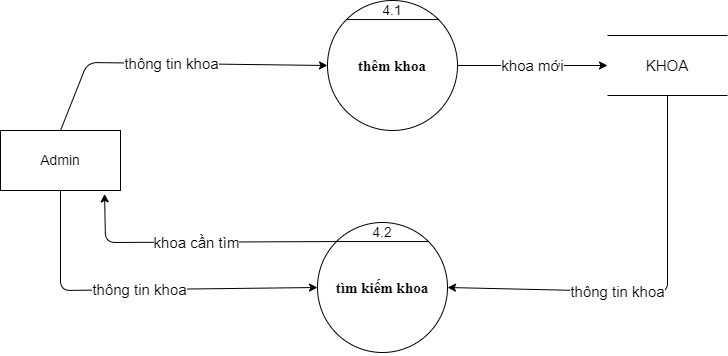 4.1
thông tin khoa
thêm khoa
khoa mới
KHOA
Admin
4.2
khoa cần tìm
thông tin khoa
tìm kiếm khoa
thông tin khoa